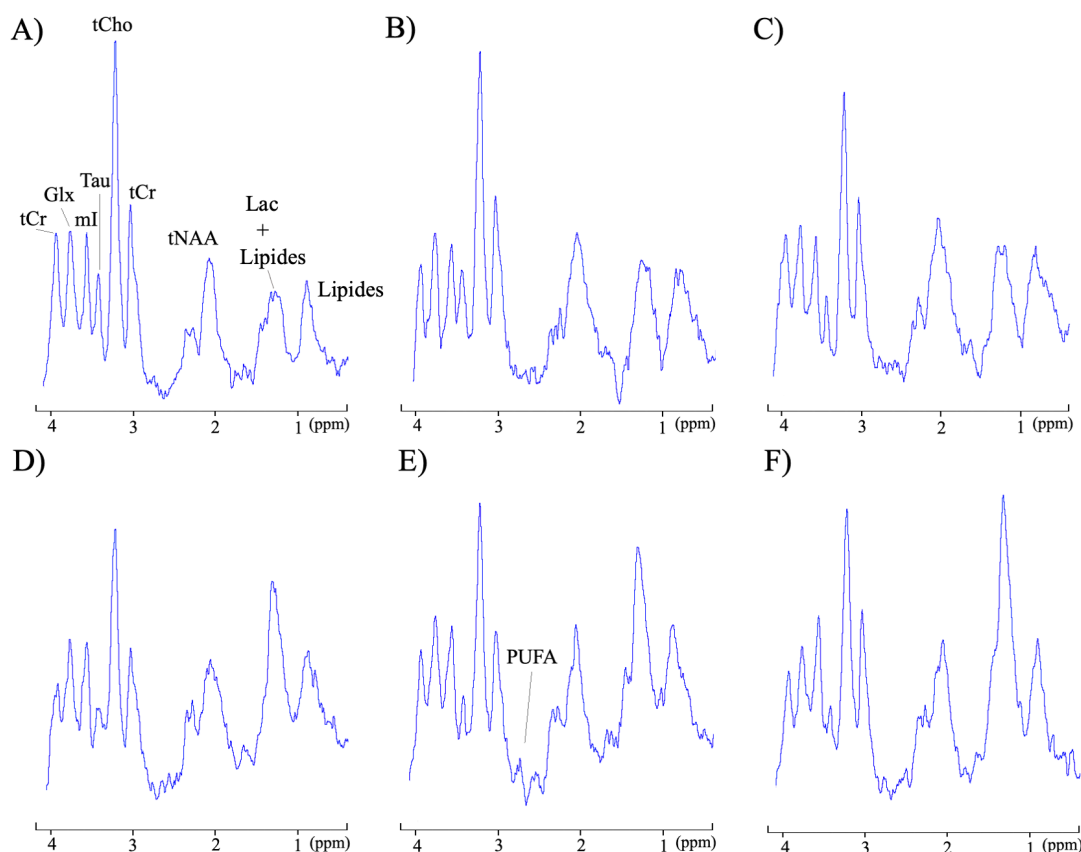 A)
tCho
B)
C)
Tau
tCr
Glx
mI
tCr
Lac
+
Lipides
tNAA
Lipides
4 3 2 1 (ppm)
4 3 2 1 (ppm)
4 3 2 1 (ppm)
D)
E)
F)
PUFA
4 3 2 1 (ppm)
4 3 2 1 (ppm)
4 3 2 1 (ppm)